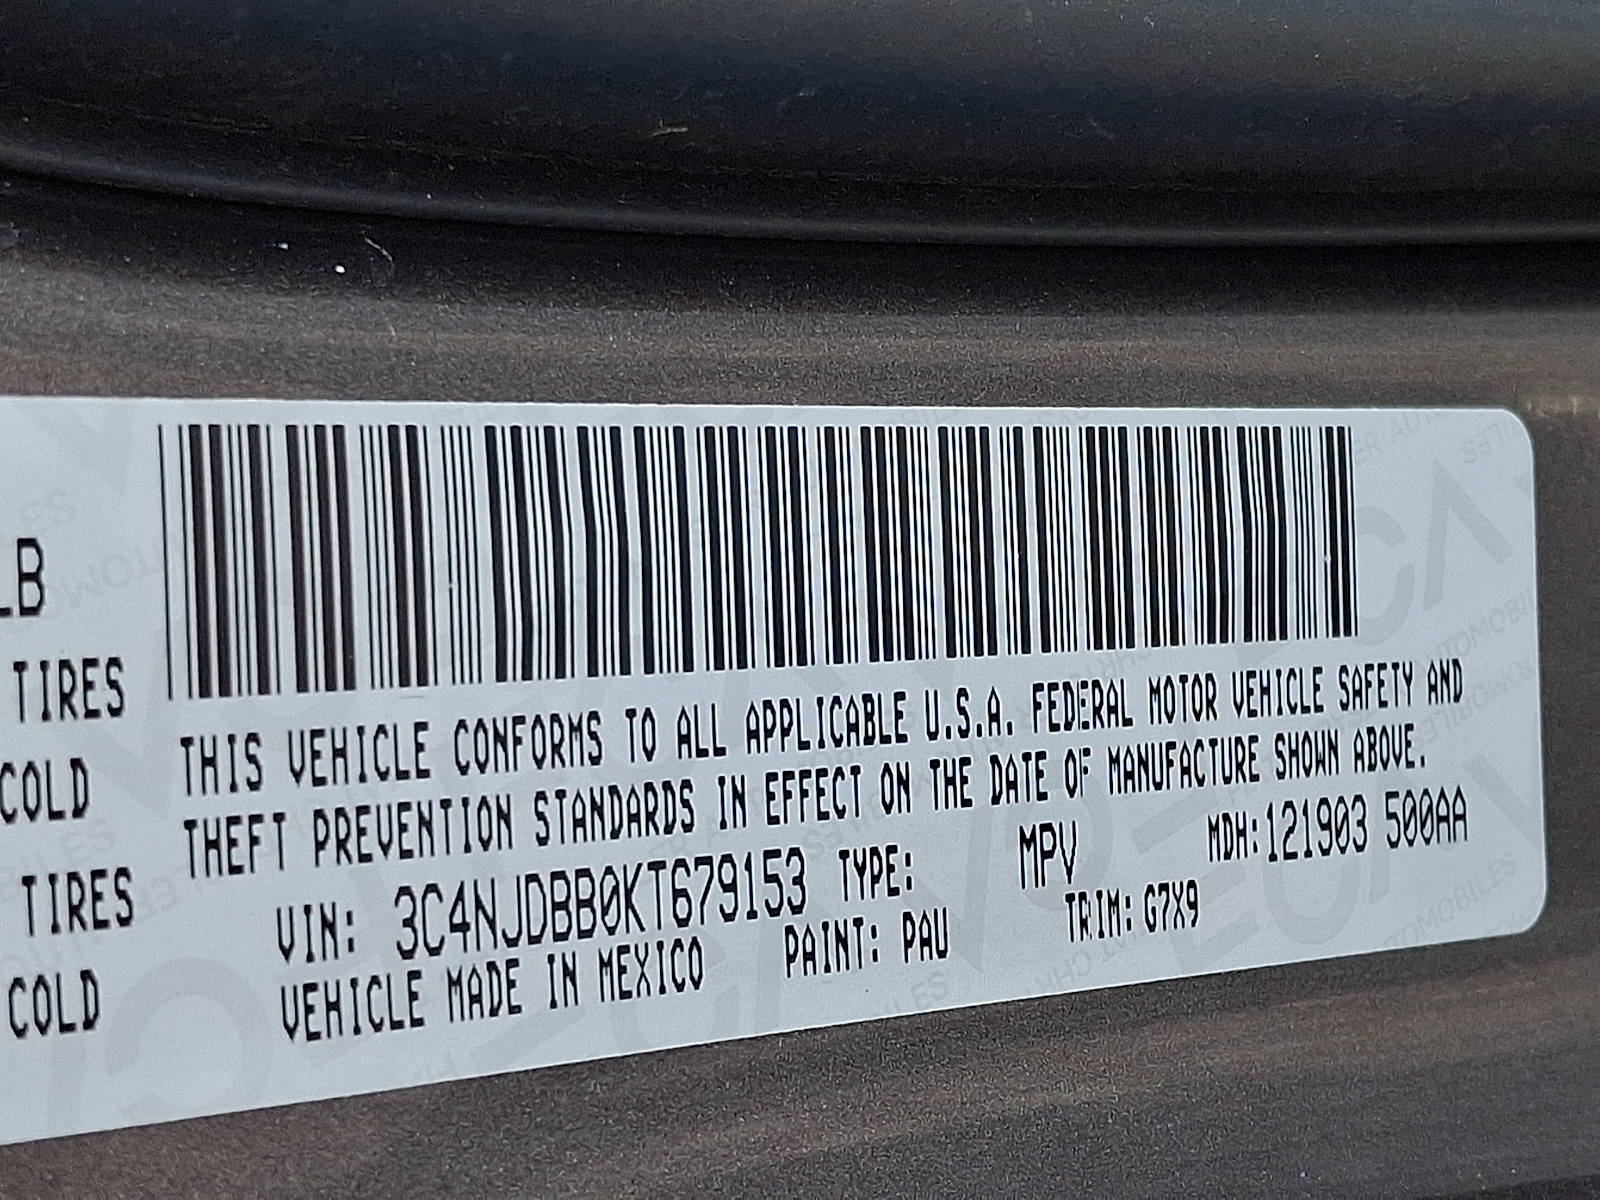 LB
TIRES
COLD
TIRES
COLD
THIS VEHICLE CONFORMS TO ALL APPLICABLE U.S.A. FEDERAL MOTOR VEHICLE SAFETY AND
THEFT PREVENTION STANDARDS IN EFFECT ON THE DATE OF MANUFACTURE SHOWN ABOVE.
VIN: 3C4NJDBB0KT679153 TYPE: MPV MDH:121903 500AA
VEHICLE MADE IN MEXICO PAINT: PAU TRIM: G7X9